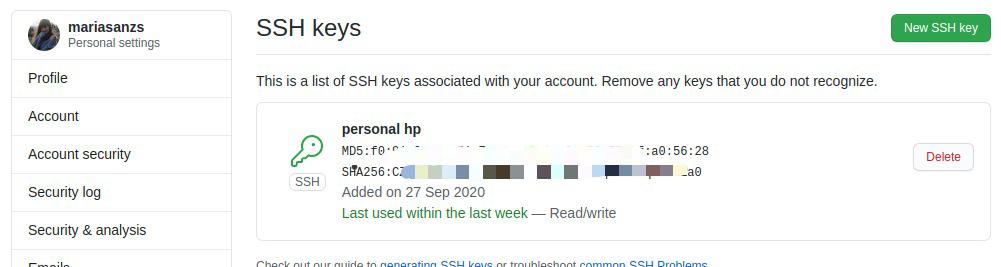 mariasanzs
Personal settings
Profile
Account
Account security
Security log
Security & analysis
Emails
SSH keys
New SSH key
This is a list of SSH keys associated with your account. Remove any keys that you do not recognize.
personal hp
MD5:f0: :a0:56:28
SHA256:
SSH
Added on 27 Sep 2020
Last used within the last week — Read/write
Delete
Check out our guide to generating SSH keys or troubleshoot common SSH Problems.